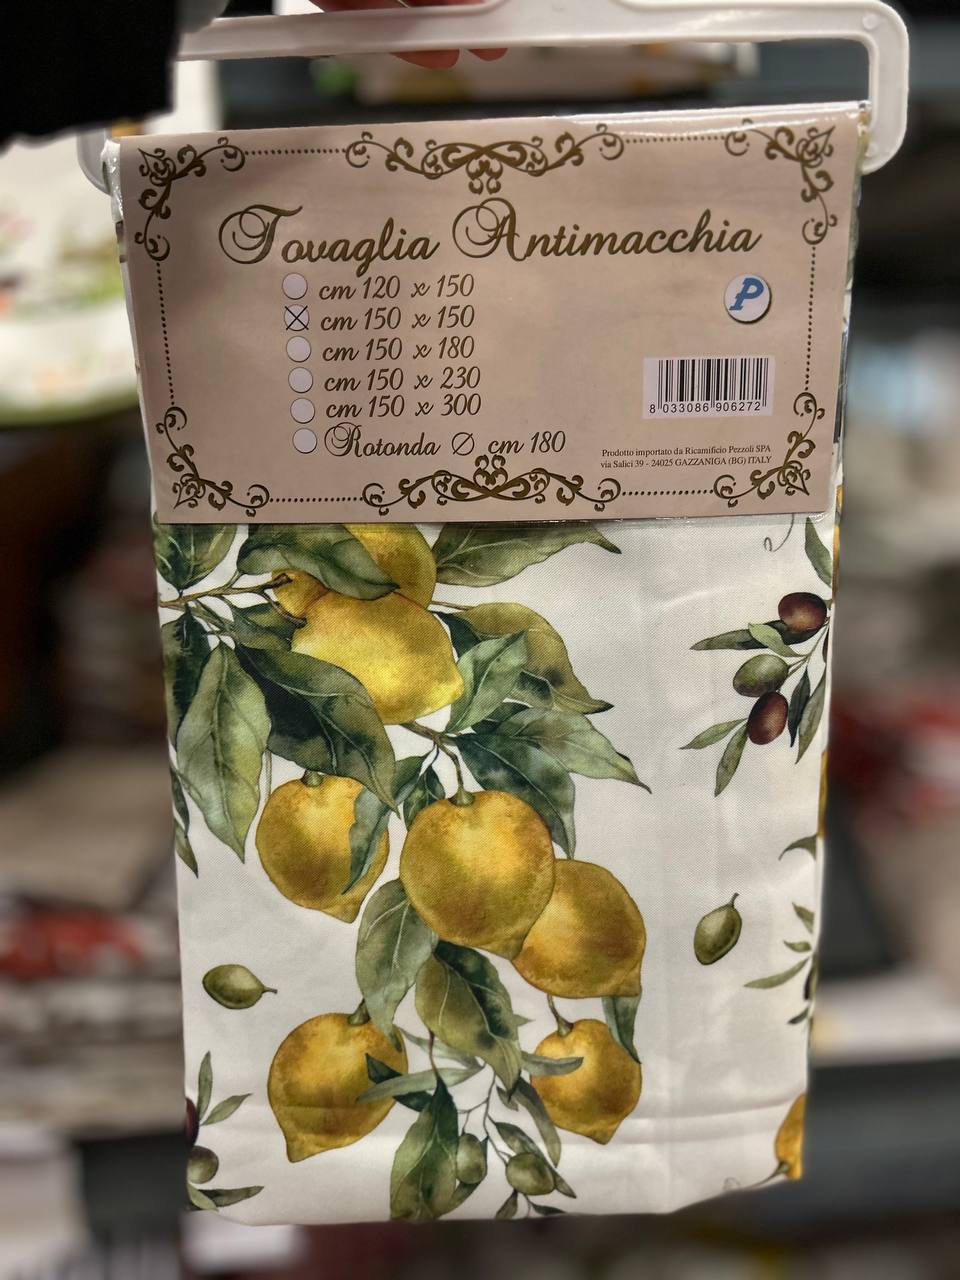 Tovaglia Antimacchia
cm 120 x 150
cm 150 x 150
cm 150 x 180
cm 150 x 230
cm 150 x 300
Rotonda Ø cm 180
P
8 033086 906272
Prodotto importato da Ricamificio Pezzoli SPA
via Salici 39 - 24025 GAZZANIGA (BG) ITALY